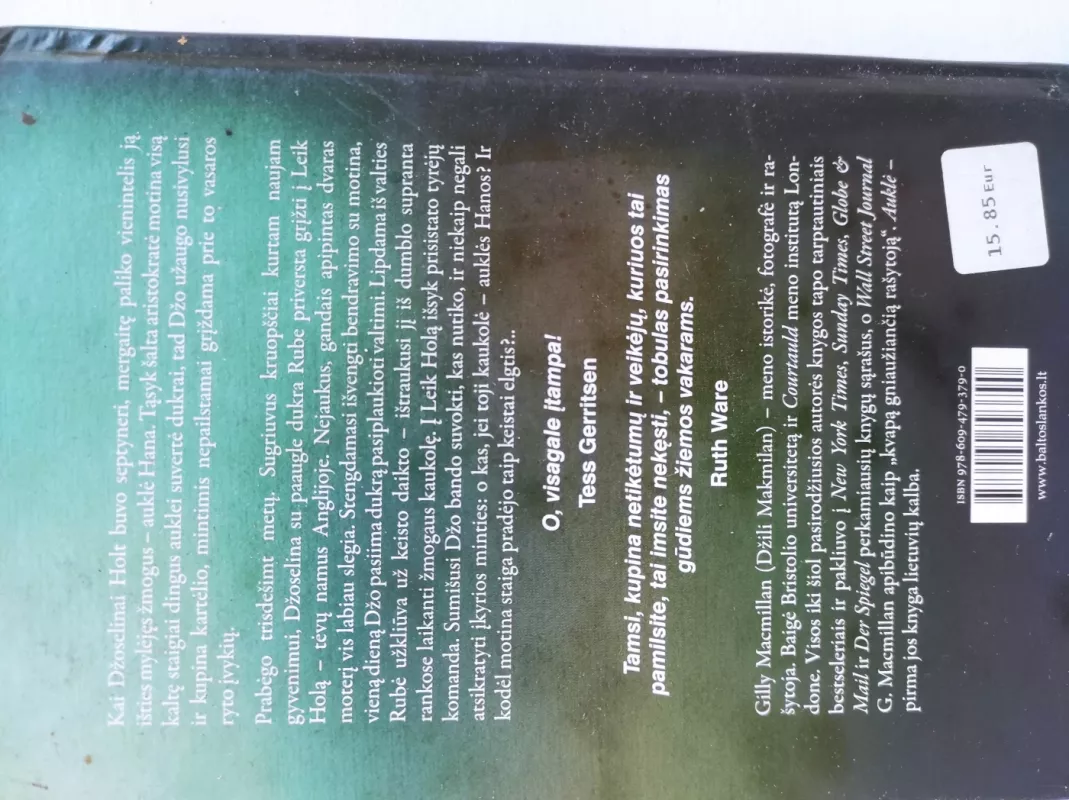 Kai Džoselinai Holt buvo septyneri, mergaitę paliko vienintelis ją
išties mylėjęs žmogus – auklė Hana. Tąsyk šalta aristokratė motina visą
kaltę staigiai dingus auklei suvertė dukrai, tad Džo užaugo nusivylusi
ir kupina kartėlio, mintimis nepalstamai grįždama prie to vasaros
ryto įvykių.
Prabėgo trisdešimt metų. Sugriuvus kruopščiai kurtam naujam
gyvenimui, Džoselina su paaugle dukra Rube priversta grįžti į Leik
Holą – tėvų namus Anglijoje. Nejaukus, gandais apipintas dvaras
moterį vis labiau slegia. Stengdamasi išvengti bendravimo su motina,
vieną dieną Džo pasiima dukrą pasiplaukioti valtimi. Lipdama iš valties
Rubė užkliūva už keisto daikto – ištraukusi jį iš dumblo supranta
rankose laikanti žmogaus kaukolę. Į Leik Holą išsyk prisistato tyrėjų
komanda. Sumišusi Džo bando suvokti, kas nutiko, ir niekaip negali
atsikratyti įkyrios minties: o kas, jei toji kaukolė – auklės Hanos? Ir
kodėl motina staiga pradėjo taip keistai elgtis?..
O, visagale įtampa!
Tess Gerritsen
Tamsi, kupina netikėtumų ir veikėjų, kuriuos tai
pamilsite, tai imsite nekęsti, – tobulas pasirinkimas
gūdiems žiemos vakarams.
Ruth Ware
Gilly Macmillan (Džili Makmilan) – meno istorikė, fotografė ir ra-
šytoja. Baigė Bristolio universitetą ir Courtauld meno institutą Lon-
done. Visos iki šiol pasirodžiusios autorės knygos tapo tarptautiniais
bestseleriais ir pakliuvo į New York Times, Sunday Times, Globe &
Mail ir Der Spiegel perkamiausių knygų sąrašus, o Wall Street Journal
G. Macmillan apibūdino kaip „kvapą gniaužiančią rašytoją“. Auklė –
pirma jos knyga lietuvių kalba.
15.85 Eur
ISBN 978-609-479-379-0
www.baltoslankos.lt